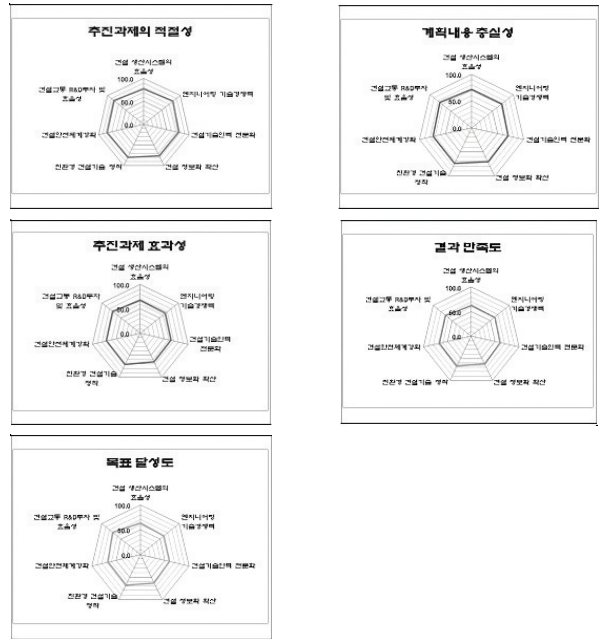 추진과제의 적절성
건설 생산시스템의
효율성
100.0
건설교통 R&D투자 및
효율성
엔지니어링 기술경쟁력
50.0
건설안전체계강화
0.0
건설기술인력 전문화
친환경 건설기술 정착
건설 정보화 확산
계획내용 충실성
건설 생산시스템의
효율성
100.0
건설교통 R&D투자 및
효율성
엔지니어링
기술경쟁력
50.0
건설안전체계강화
0.0
건설기술인력 전문화
친환경 건설기술
정착
건설 정보화 확산
추진과제 효과성
건설 생산시스템의
효율성
100.0
건설교통 R&D투자
및 효율성
엔지니어링
기술경쟁력
50.0
건설안전체계강화
0.0
건설기술인력
전문화
친환경 건설기술
정착
건설 정보화 확산
결과 만족도
건설 생산시스템의
효율성
100.0
건설교통 R&D투자 및
효율성
엔지니어링
기술경쟁력
50.0
건설안전체계강화
0.0
건설기술인력 전문화
친환경 건설기술 정착
건설 정보화 확산
목표 달성도
건설 생산시스템의
효율성
100.0
건설교통 R&D투자 및
효율성
엔지니어링
기술경쟁력
50.0
건설안전체계강화
0.0
건설기술인력 전문화
친환경 건설기술
정착
건설 정보화 확산